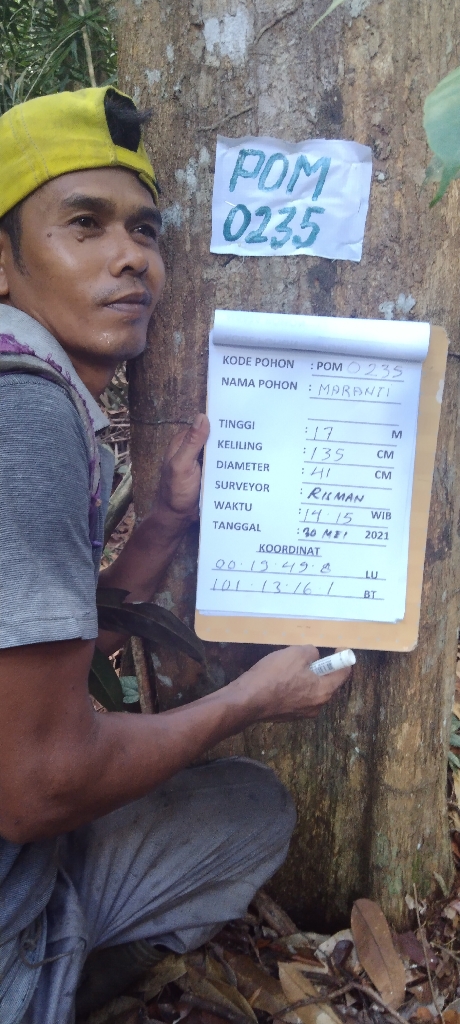 POM
0235
KODE POHON : POM 0235
NAMA POHON : MARANTI
TINGGI : 17 M
KELILING : 135 CM
DIAMETER : 41 CM
SURVEYOR : RISMAN
WAKTU : 14.15 WIB
TANGGAL : 30 MEI 2021
KOORDINAT
00.19.49.8 LU
101.13.16 1 BT